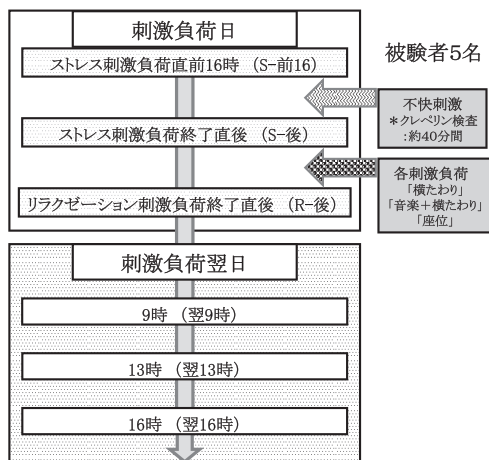 刺激負荷日
被験者5名
ストレス刺激負荷直前16時 (S-前16)
不快刺激
*クレペリン検査
:約40分間
ストレス刺激負荷終了直後 (S-後)
各刺激負荷
「横たわり」
「音楽+横たわり」
「座位」
リラクゼーション刺激負荷終了直後 (R-後)
刺激負荷翌日
9時 (翌9時)
13時 (翌13時)
16時 (翌16時)